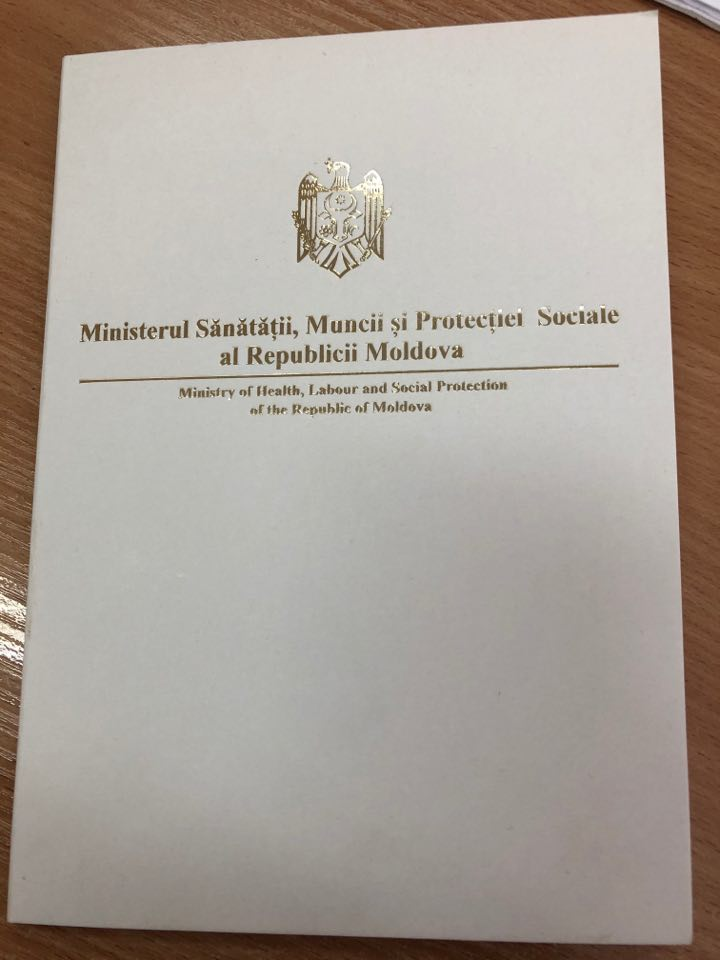 Ministerul Sănătății, Muncii și Protecției Sociale
al Republicii Moldova
Ministry of Health, Labour and Social Protection
of the Republic of Moldova